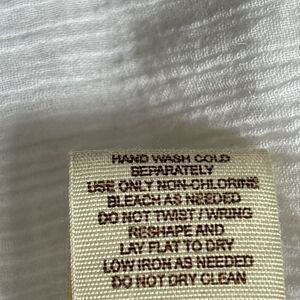 HAND WASH COLD
SEPARATELY
USE ONLY NON-CHLORINE
BLEACH AS NEEDED
DO NOT TWIST / WRING
RESHAPE AND
LAY FLAT TO DRY
LOW IRON AS NEEDED
DO NOT DRY CLEAN